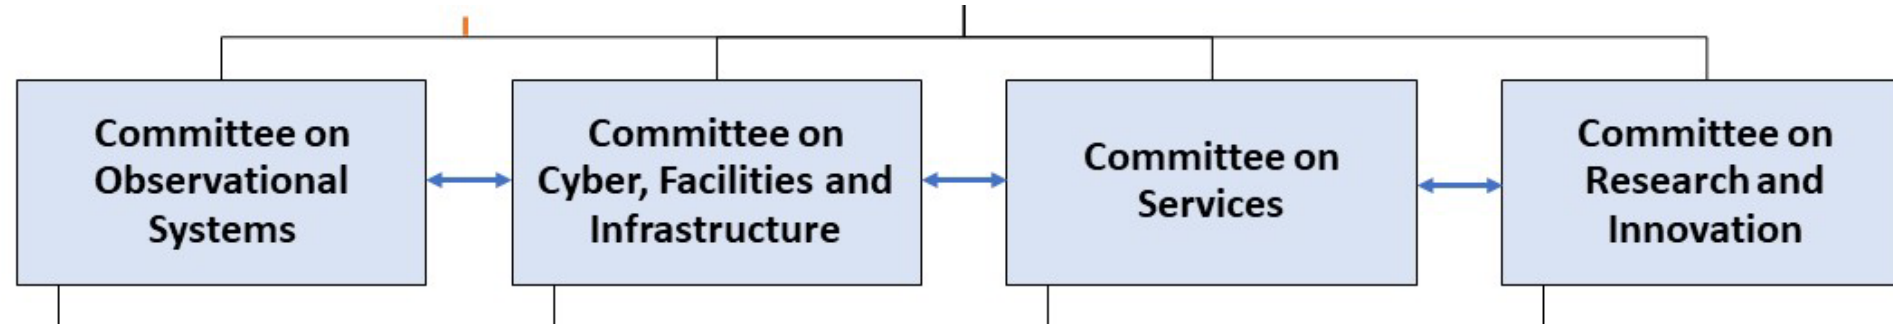 Committee on
Observational
Systems
Committee on
Cyber, Facilities and
Infrastructure
Committee on
Services
Committee on
Research and
Innovation